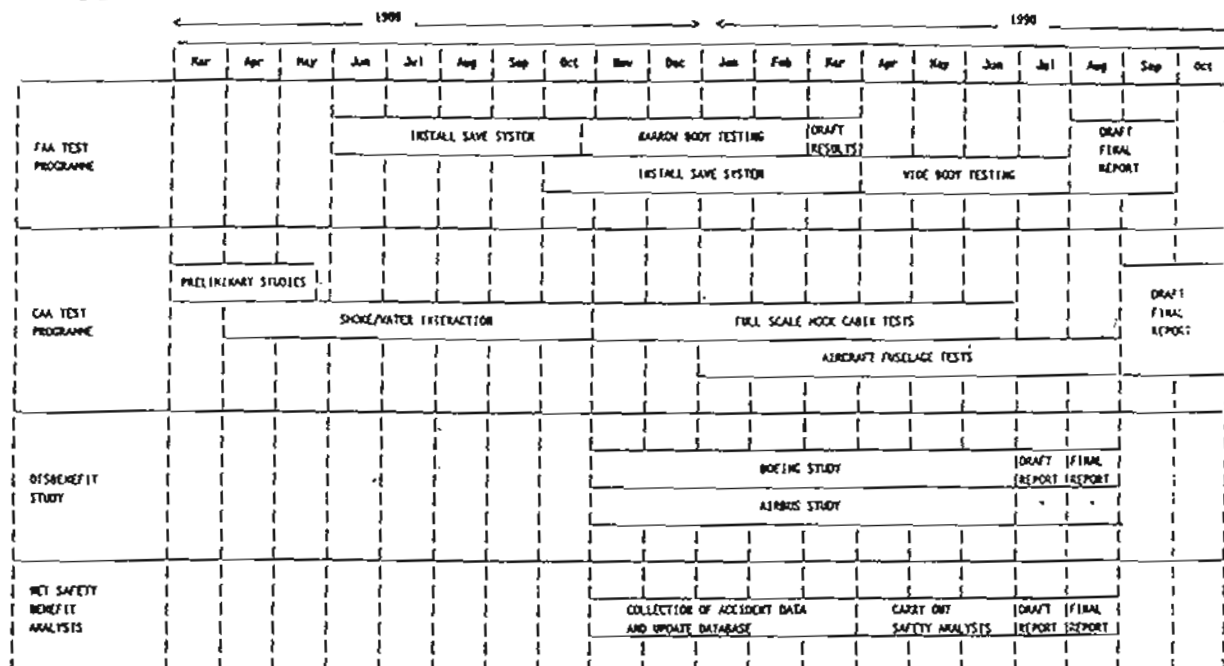 1989 1990
Mar Apr May Jun Jul Aug Sep Oct Nov Dec Jan Feb Mar Apr May Jun Jul Aug Sep Oct
FAA TEST
PROGRAMME
INSTALL SAVE SYSTEM
NARROW BODY TESTING
DRAFT
RESULTS
INSTALL SAVE SYSTEM
WIDE BODY TESTING
DRAFT
FINAL
REPORT
CAA TEST
PROGRAMME
PRELIMINARY STUDIES
SMOKE/WATER INTERACTION
FULL SCALE MOCK CABIN TESTS
AIRCRAFT FUSELAGE TESTS
DRAFT
FINAL
REPORT
DISBENEFIT
STUDY
BOEING STUDY
DRAFT
REPORT
FINAL
REPORT
AIRBUS STUDY
" "
NET SAFETY
BENEFIT
ANALYSIS
COLLECTION OF ACCIDENT DATA
AND UPDATE DATABASE
CARRY OUT
SAFETY ANALYSIS
DRAFT
REPORT
FINAL
REPORT